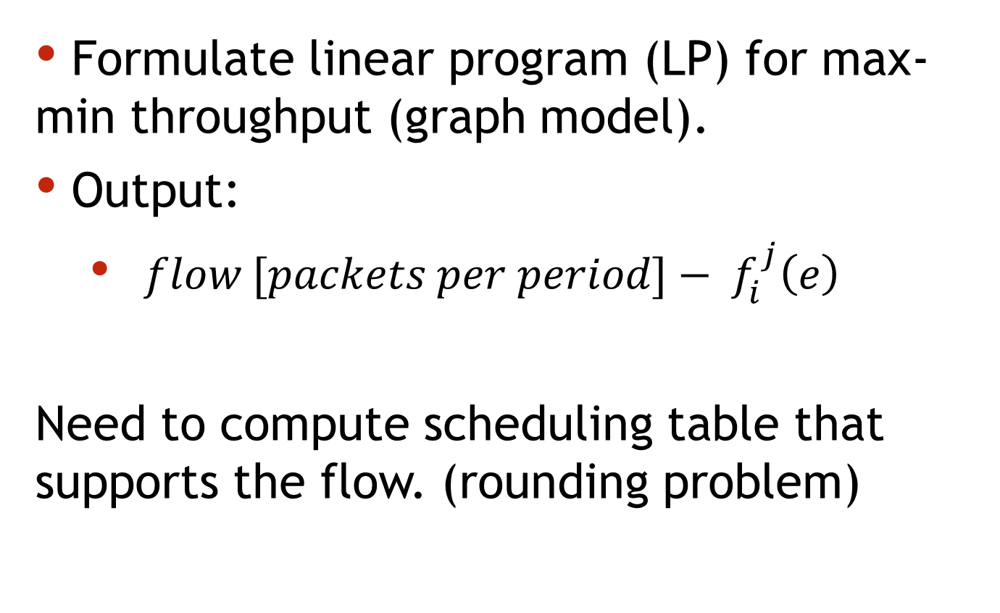 • Formulate linear program (LP) for max-
min throughput (graph model).
• Output:
• flow [packets per period] − f_i^j(e)
Need to compute scheduling table that
supports the flow. (rounding problem)